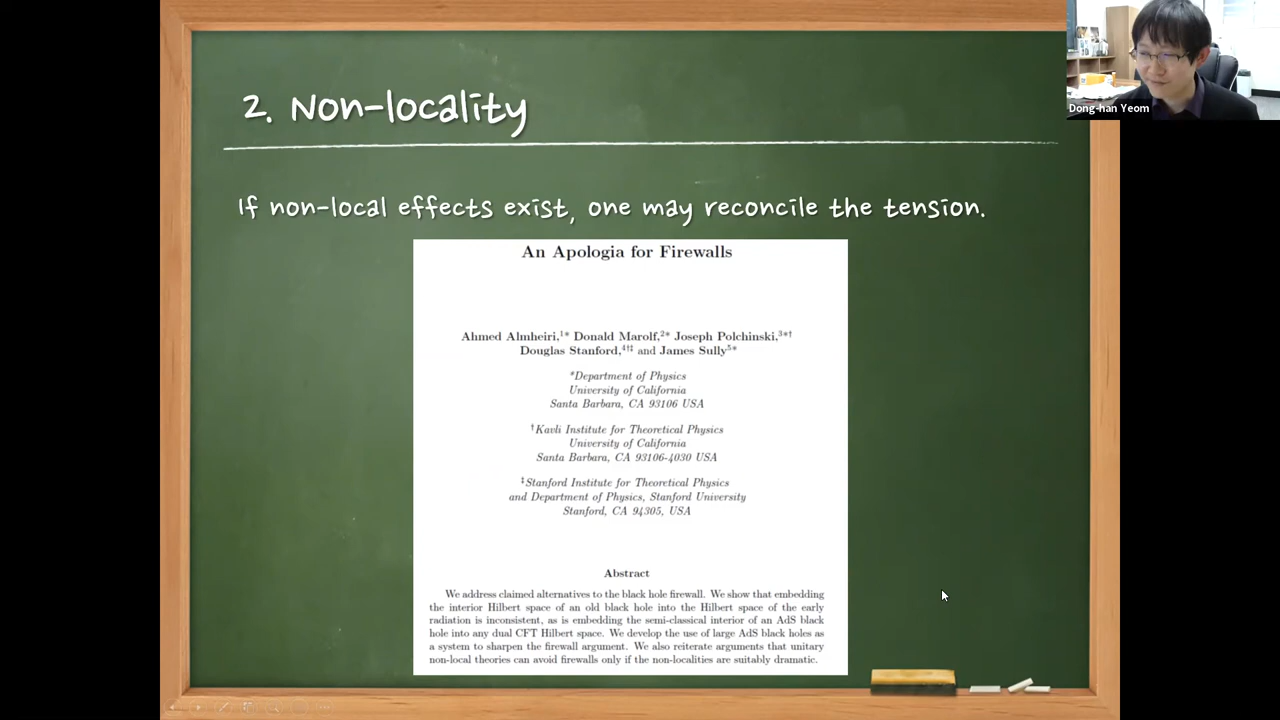 2. Non-locality
Dong-han Yeom
If non-local effects exist, one may reconcile the tension.
An Apologia for Firewalls
Ahmed Almheiri,1* Donald Marolf,2* Joseph Polchinski,3*†
Douglas Stanford,4†‡ and James Sully5*
*Department of Physics
University of California
Santa Barbara, CA 93106 USA
†Kavli Institute for Theoretical Physics
University of California
Santa Barbara, CA 93106-4030 USA
‡Stanford Institute for Theoretical Physics
and Department of Physics, Stanford University
Stanford, CA 94305, USA
Abstract
We address claimed alternatives to the black hole firewall. We show that embedding
the interior Hilbert space of an old black hole into the Hilbert space of the early
radiation is inconsistent, as is embedding the semi-classical interior of an AdS black
hole into any dual CFT Hilbert space. We develop the use of large AdS black holes as
a system to sharpen the firewall argument. We also reiterate arguments that unitary
non-local theories can avoid firewalls only if the non-localities are suitably dramatic.